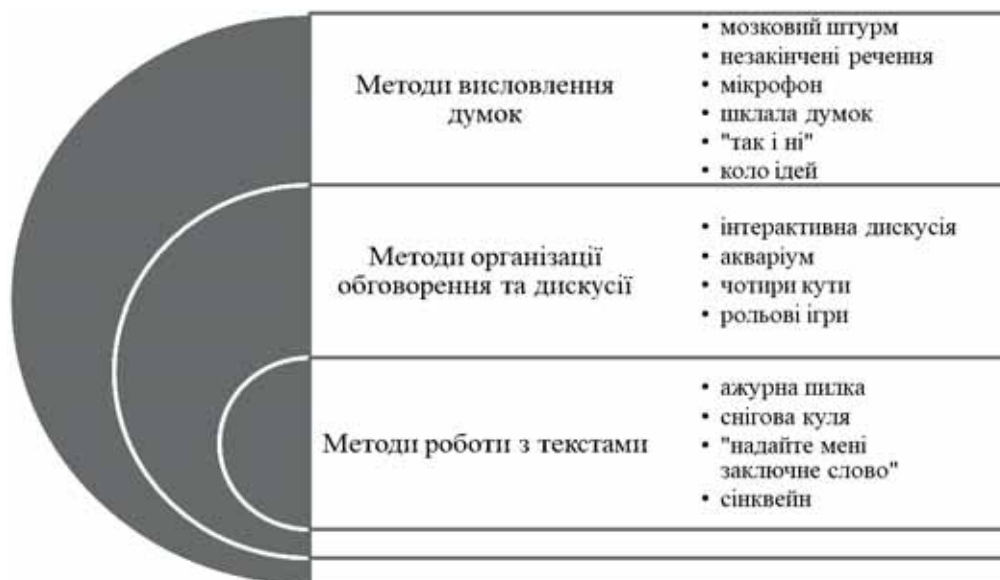 Методи висловлення
думок
• мозковий штурм
• незакінчені речення
• мікрофон
• шклала думок
• "так і ні"
• коло ідей
Методи організації
обговорення та дискусії
• інтерактивна дискусія
• акваріум
• чотири кути
• рольові ігри
Методи роботи з текстами
• ажурна пилка
• снігова куля
• "надайте мені
заключне слово"
• сінквейн